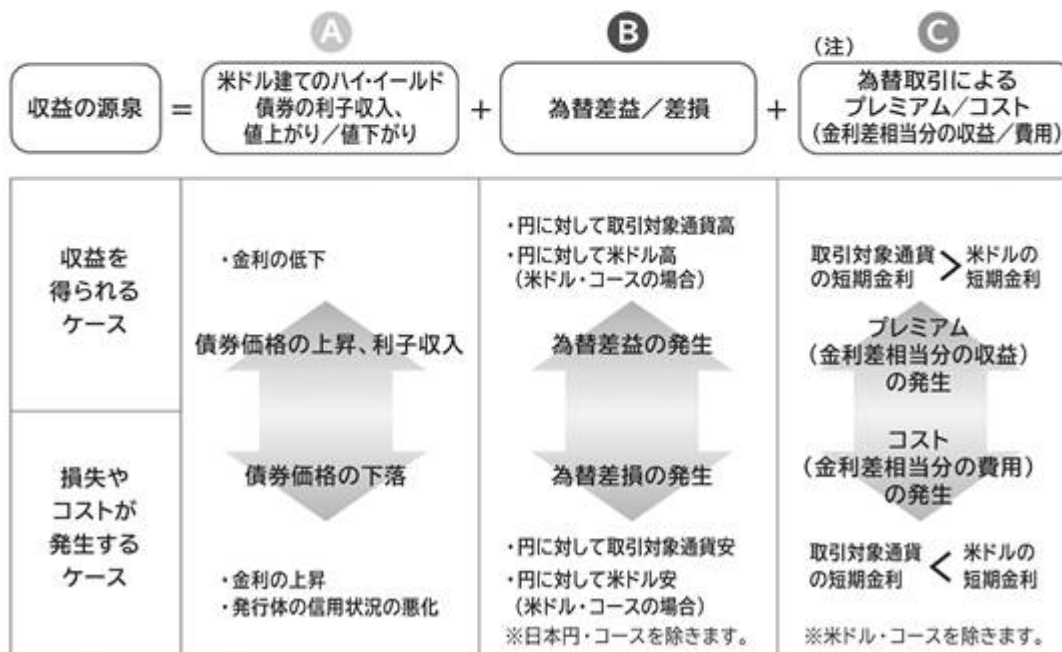 A
B
C
(注)
収益の源泉
=
米ドル建てのハイ・イールド
債券の利子収入、
値上がり/値下がり
+
為替差益/差損
+
為替取引による
プレミアム/コスト
(金利差相当分の収益/費用)
収益を
得られる
ケース
・金利の低下
債券価格の上昇、利子収入
・円に対して取引対象通貨高
・円に対して米ドル高
(米ドル・コースの場合)
為替差益の発生
取引対象通貨 > 米ドルの
の短期金利 短期金利
プレミアム
(金利差相当分の収益)
の発生
損失や
コストが
発生する
ケース
債券価格の下落
・金利の上昇
・発行体の信用状況の悪化
為替差損の発生
・円に対して取引対象通貨安
・円に対して米ドル安
(米ドル・コースの場合)
※日本円・コースを除きます。
コスト
(金利差相当分の費用)
の発生
取引対象通貨 < 米ドルの
の短期金利 短期金利
※米ドル・コースを除きます。